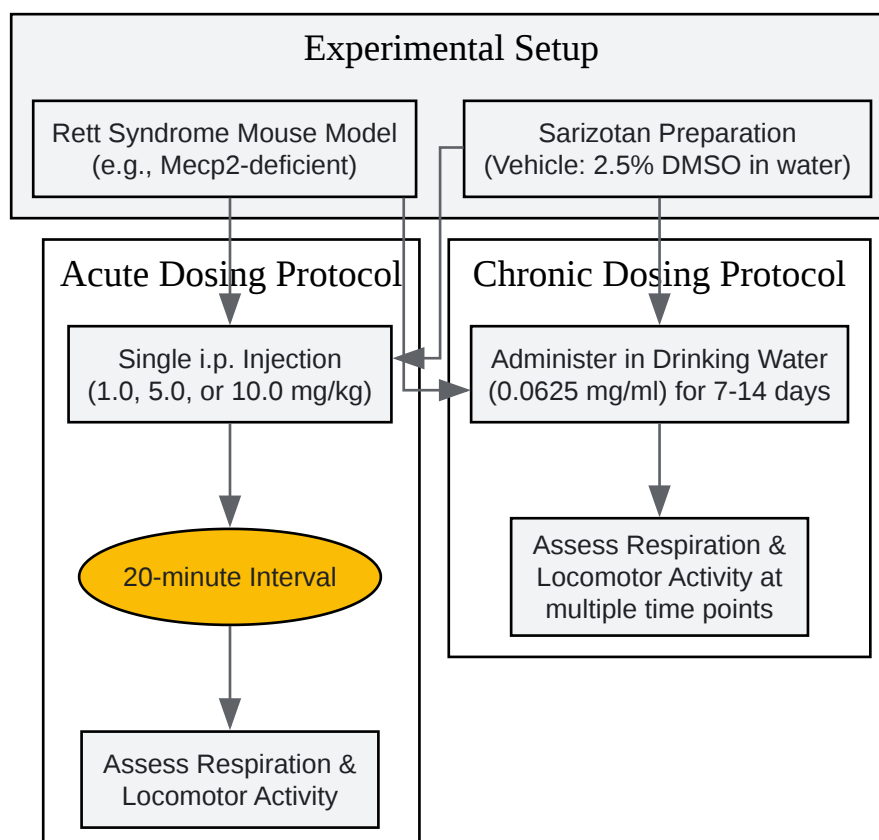 Experimental Setup
Rett Syndrome Mouse Model
(e.g., Mecp2-deficient)
Sarizotan Preparation
(Vehicle: 2.5% DMSO in water)
Acute Dosing Protocol
Single i.p. Injection
(1.0, 5.0, or 10.0 mg/kg)
20-minute Interval
Assess Respiration &
Locomotor Activity
Chronic Dosing Protocol
Administer in Drinking Water
(0.0625 mg/ml) for 7-14 days
Assess Respiration &
Locomotor Activity at
multiple time points